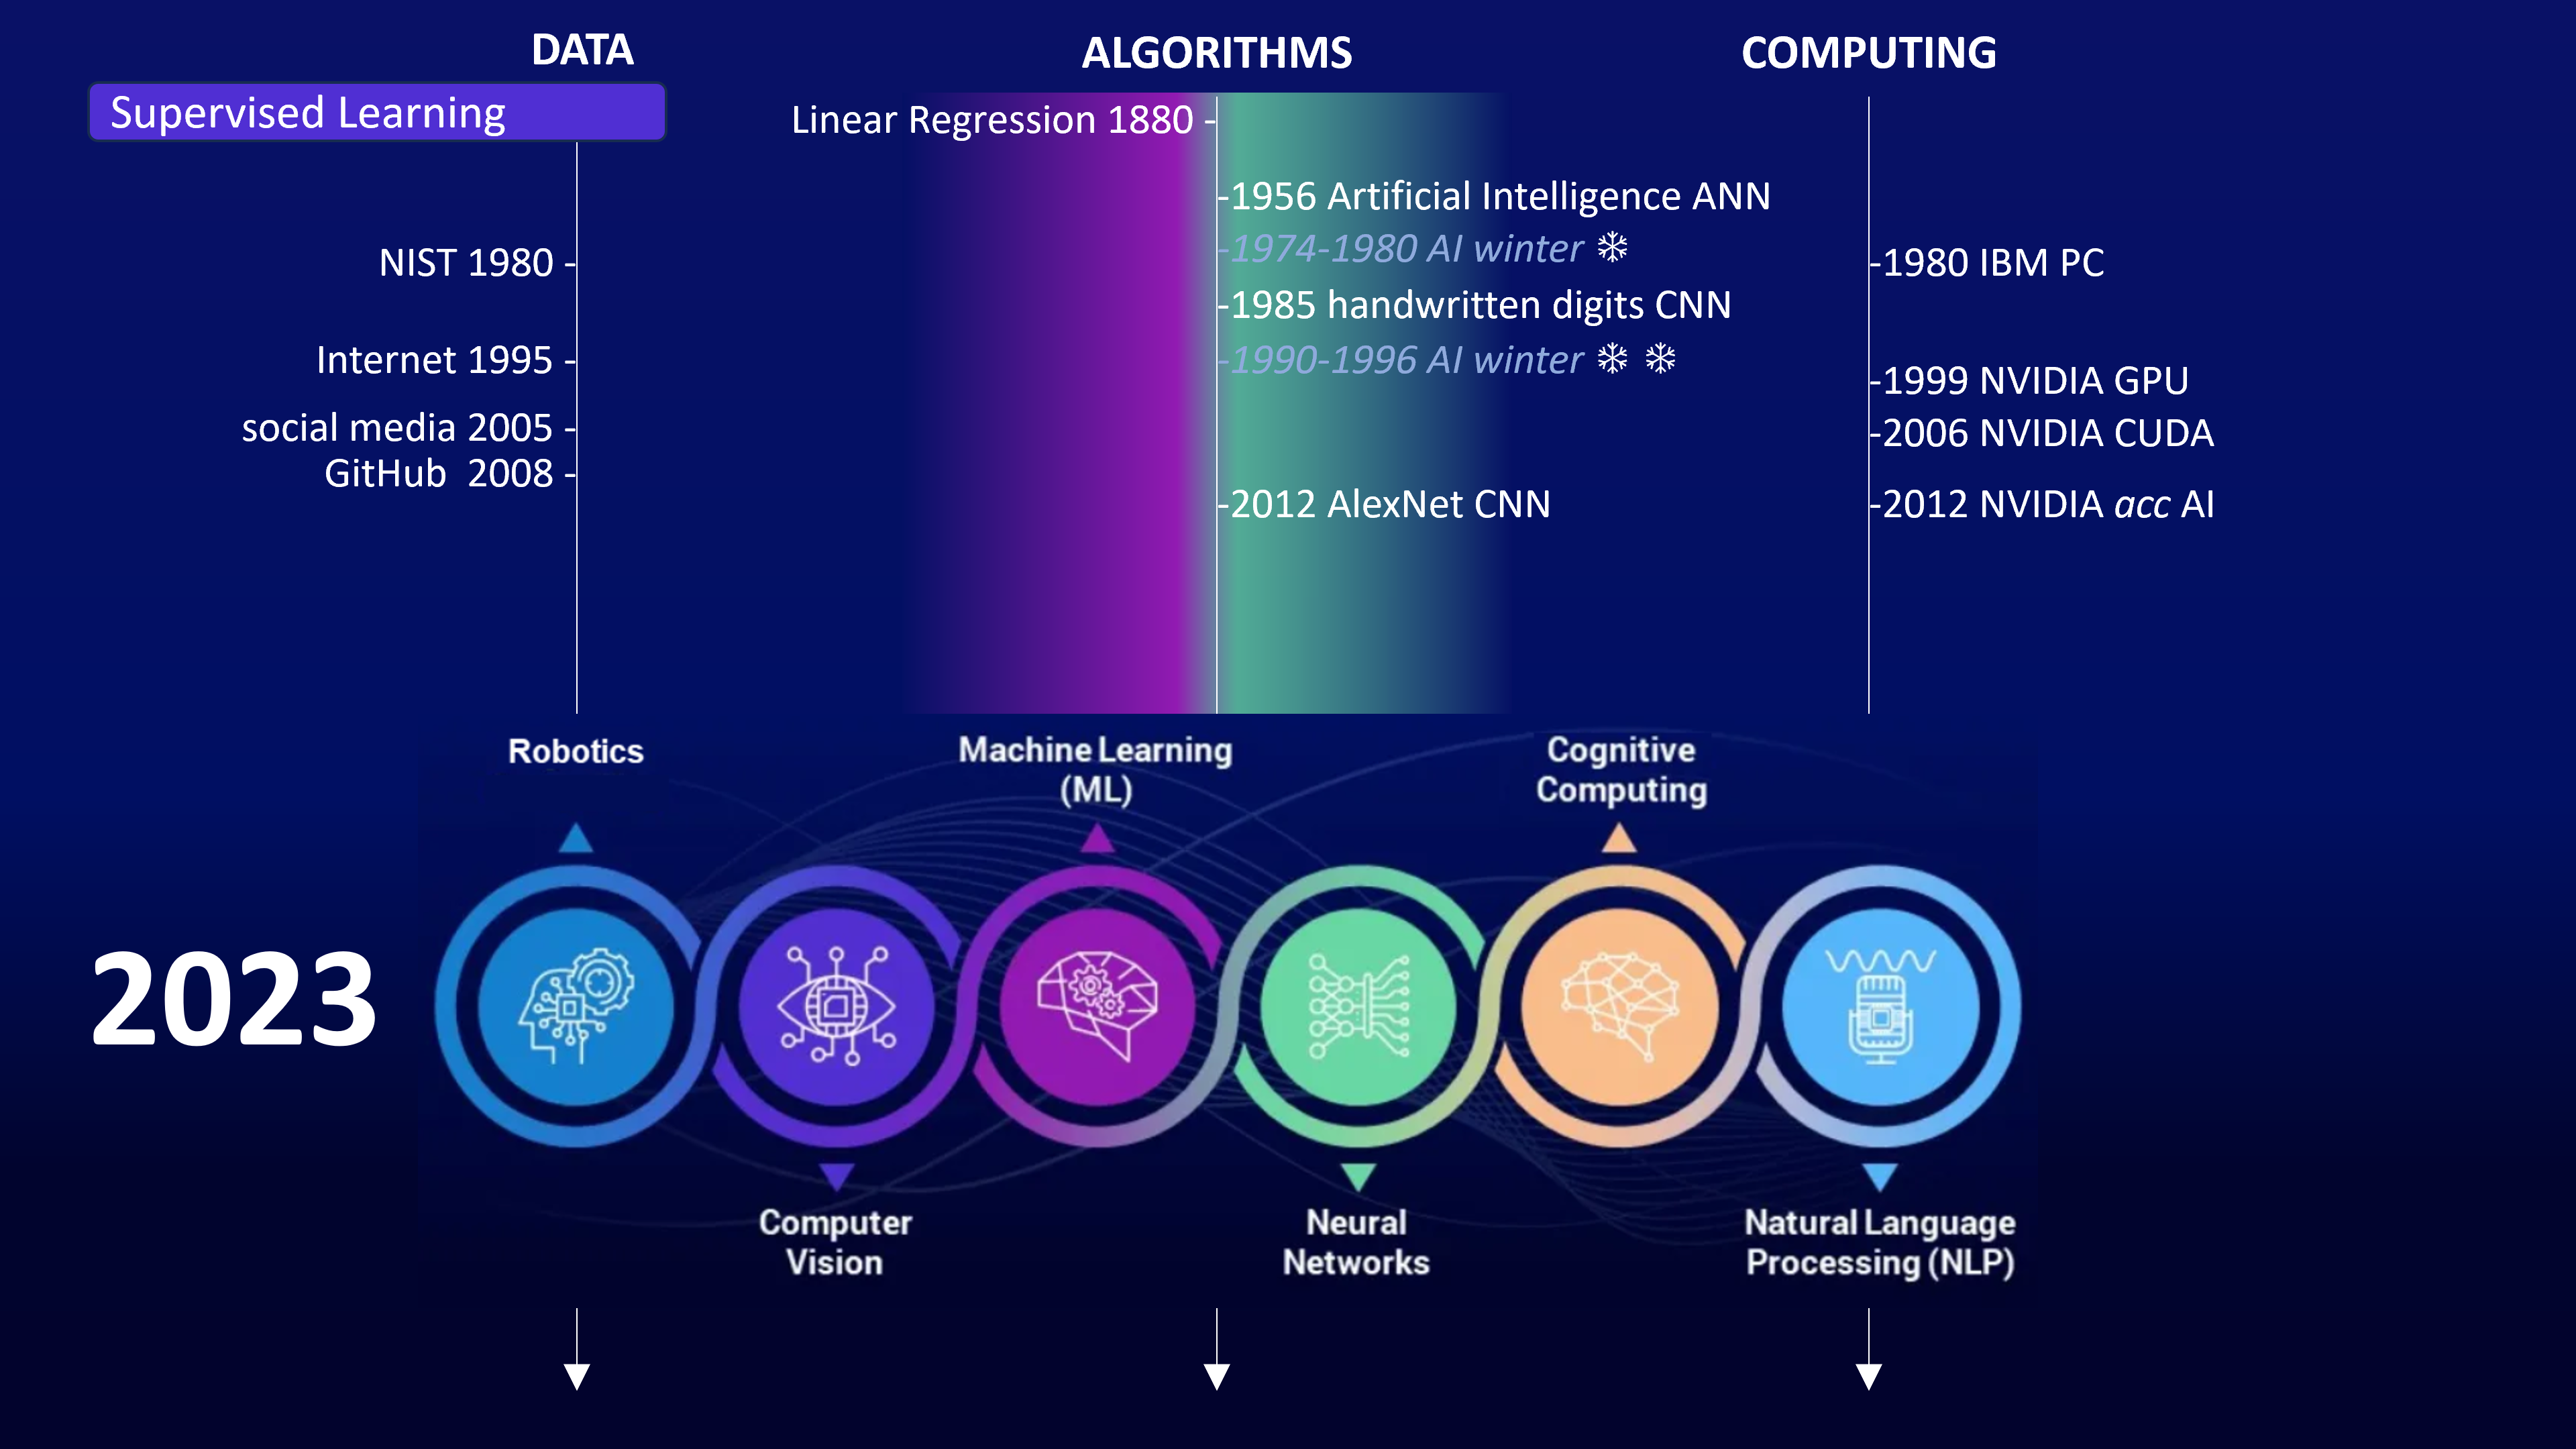 DATA
ALGORITHMS
COMPUTING
Supervised Learning
Linear Regression 1880 -
-1956 Artificial Intelligence ANN
-1974-1980 AI winter ❄
NIST 1980 -
-1980 IBM PC
-1985 handwritten digits CNN
Internet 1995 -
-1990-1996 AI winter ❄ ❄
-1999 NVIDIA GPU
social media 2005 -
-2006 NVIDIA CUDA
GitHub 2008 -
-2012 AlexNet CNN
-2012 NVIDIA acc AI
Robotics
Machine Learning
(ML)
Cognitive
Computing
2023
Computer
Vision
Neural
Networks
Natural Language
Processing (NLP)